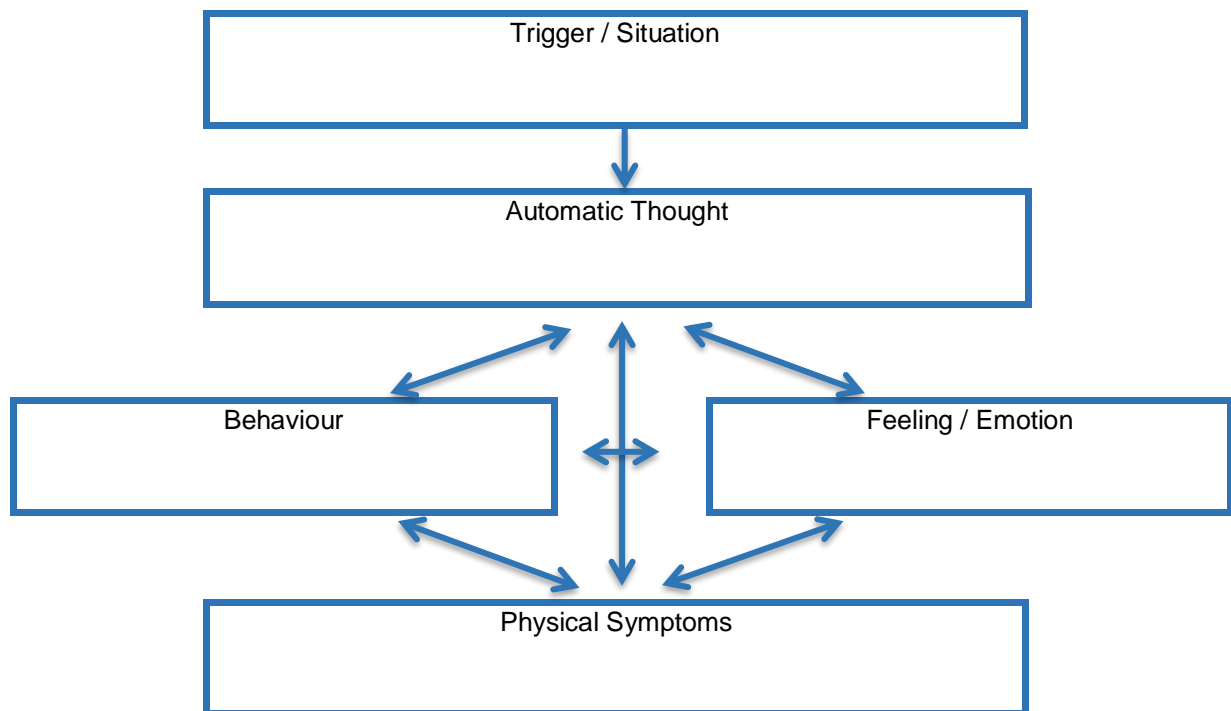 Trigger / Situation
Automatic Thought
Behaviour
Feeling / Emotion
Physical Symptoms